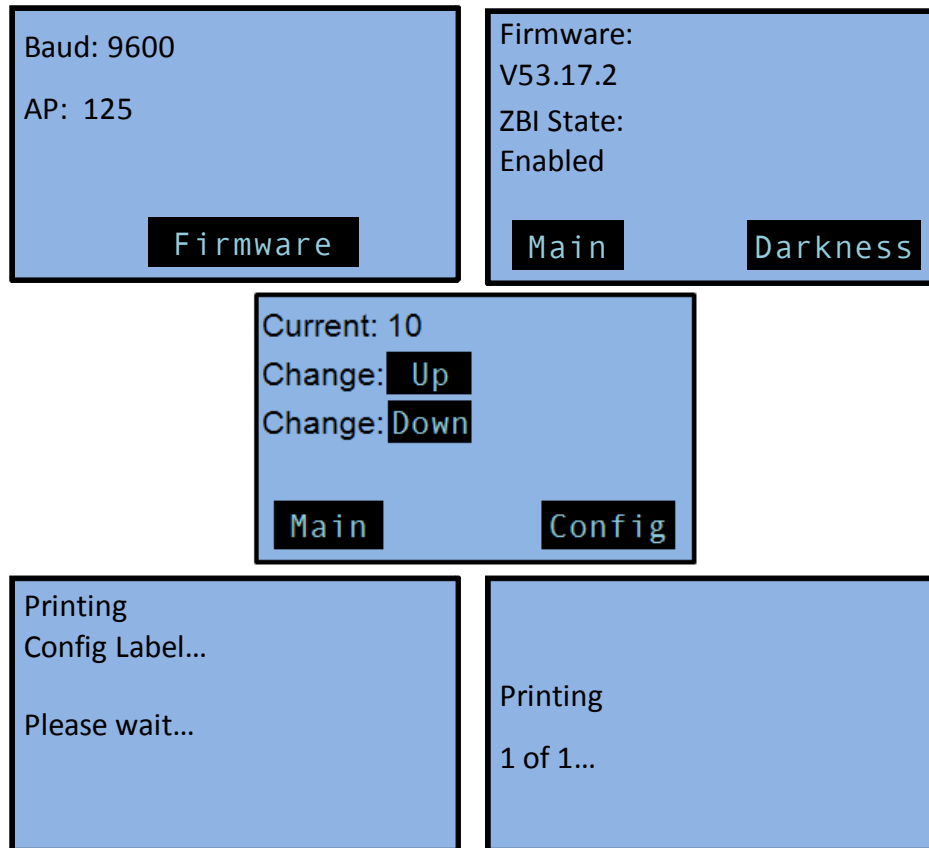 Baud: 9600
AP: 125
Firmware
Firmware:
V53.17.2
ZBI State:
Enabled
Main Darkness
Current: 10
Change: Up
Change: Down
Main Config
Printing
Config Label...
Please wait...
Printing
1 of 1...